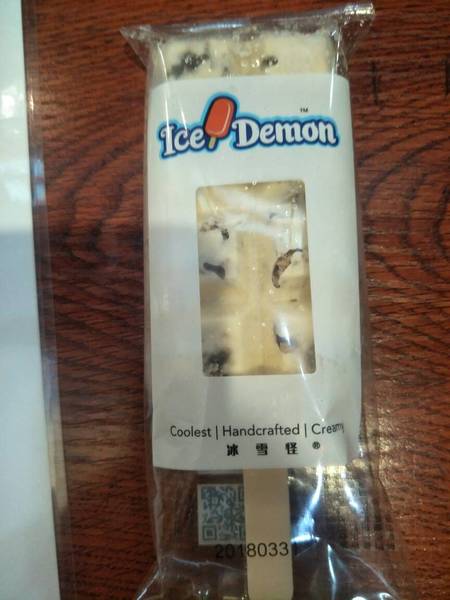 Ice Demon ™
Coolest | Handcrafted | Creamy
冰雪怪®
2018033